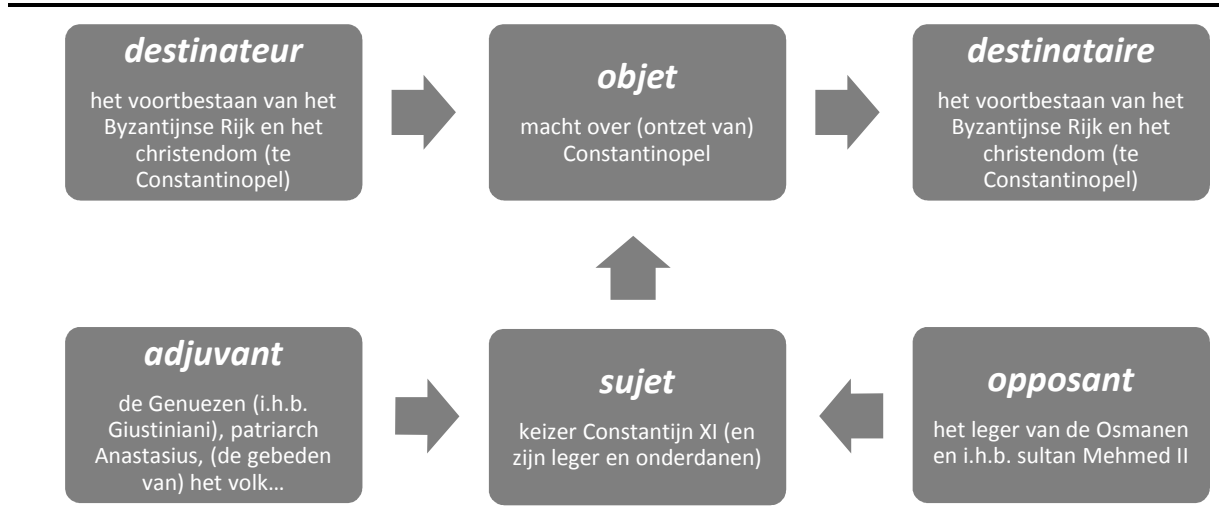 destinateur
het voortbestaan van het
Byzantijnse Rijk en het
christendom (te
Constantinopel)
objet
macht over (ontzet van)
Constantinopel
destinataire
het voortbestaan van het
Byzantijnse Rijk en het
christendom (te
Constantinopel)
adjuvant
de Genuezen (i.h.b.
Giustiniani), patriarch
Anastasius, (de gebeden
van) het volk...
sujet
keizer Constantijn XI (en
zijn leger en onderdanen)
opposant
het leger van de Osmanen
en i.h.b. sultan Mehmed II